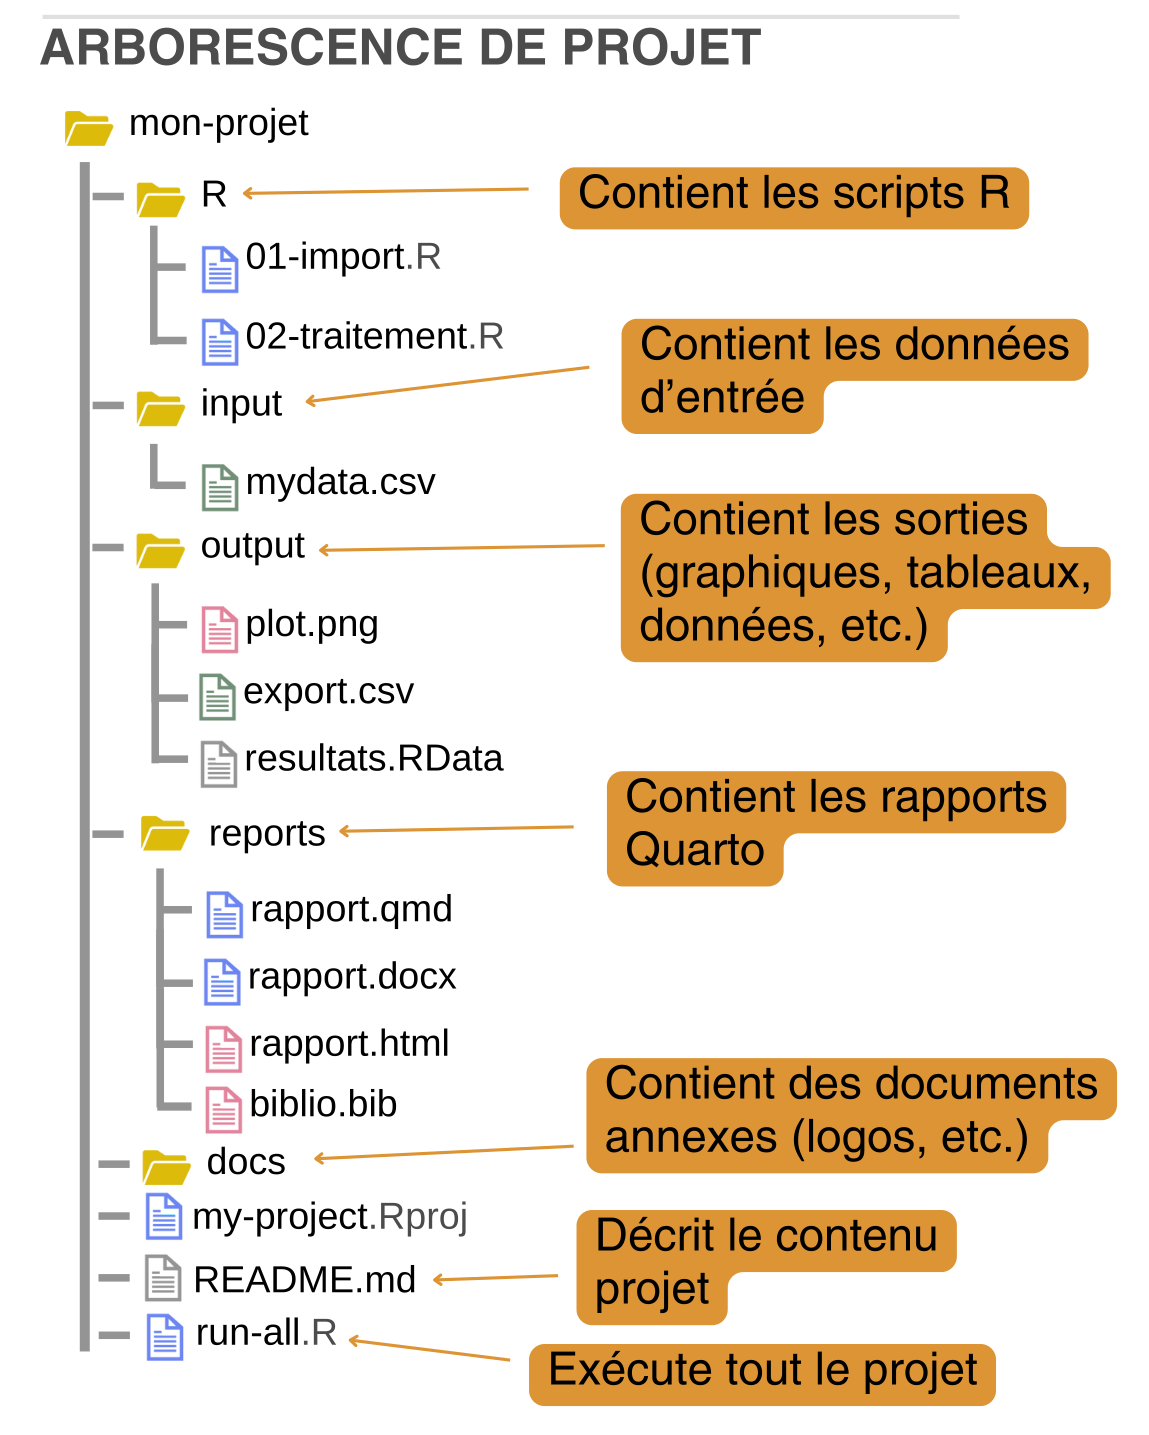 ARBORESCENCE DE PROJET
mon-projet
R
Contient les scripts R
01-import.R
02-traitement.R
input
Contient les données
d’entrée
mydata.csv
output
Contient les sorties
(graphiques, tableaux,
données, etc.)
plot.png
export.csv
resultats.RData
reports
Contient les rapports
Quarto
rapport.qmd
rapport.docx
rapport.html
biblio.bib
docs
Contient des documents
annexes (logos, etc.)
my-project.Rproj
README.md
Décrit le contenu
projet
run-all.R
Exécute tout le projet